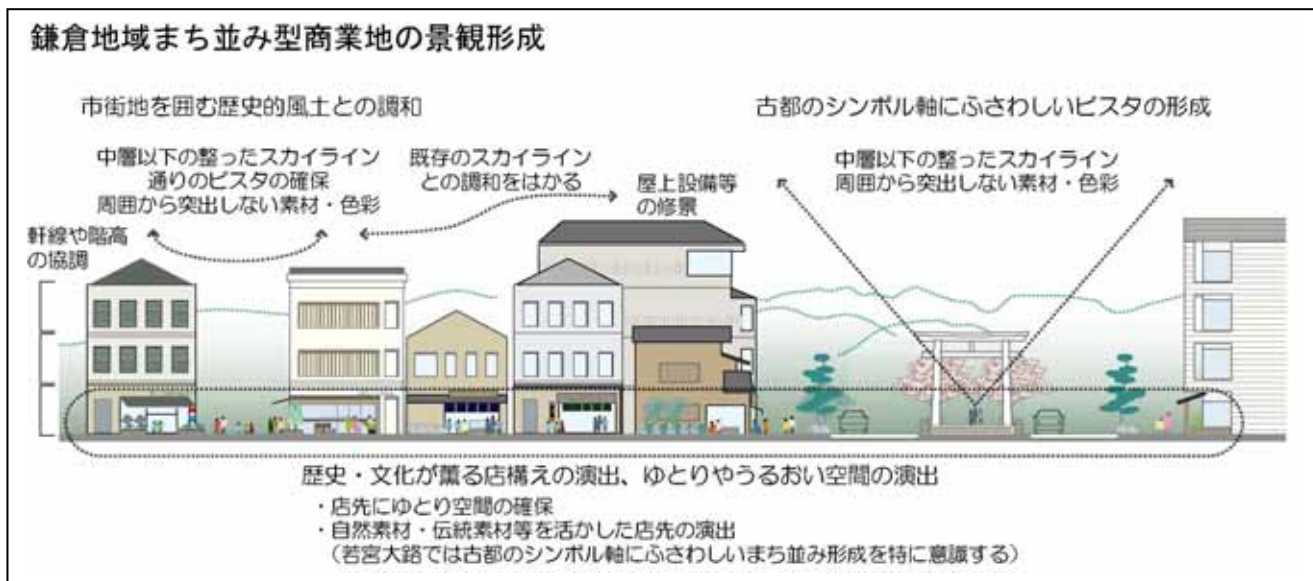 鎌倉地域まち並み型商業地の景観形成
市街地を囲む歴史的風土との調和
古都のシンボル軸にふさわしいビスタの形成
中層以下の整ったスカイライン
通りのビスタの確保
周囲から突出しない素材・色彩
既存のスカイライン
との調和をはかる
屋上設備等
の修景
中層以下の整ったスカイライン
周囲から突出しない素材・色彩
軒線や階高
の協調
歴史・文化が薫る店構えの演出、ゆとりやうるおい空間の演出
・店先にゆとり空間の確保
・自然素材・伝統素材等を活かした店先の演出
（若宮大路では古都のシンボル軸にふさわしいまち並み形成を特に意識する）